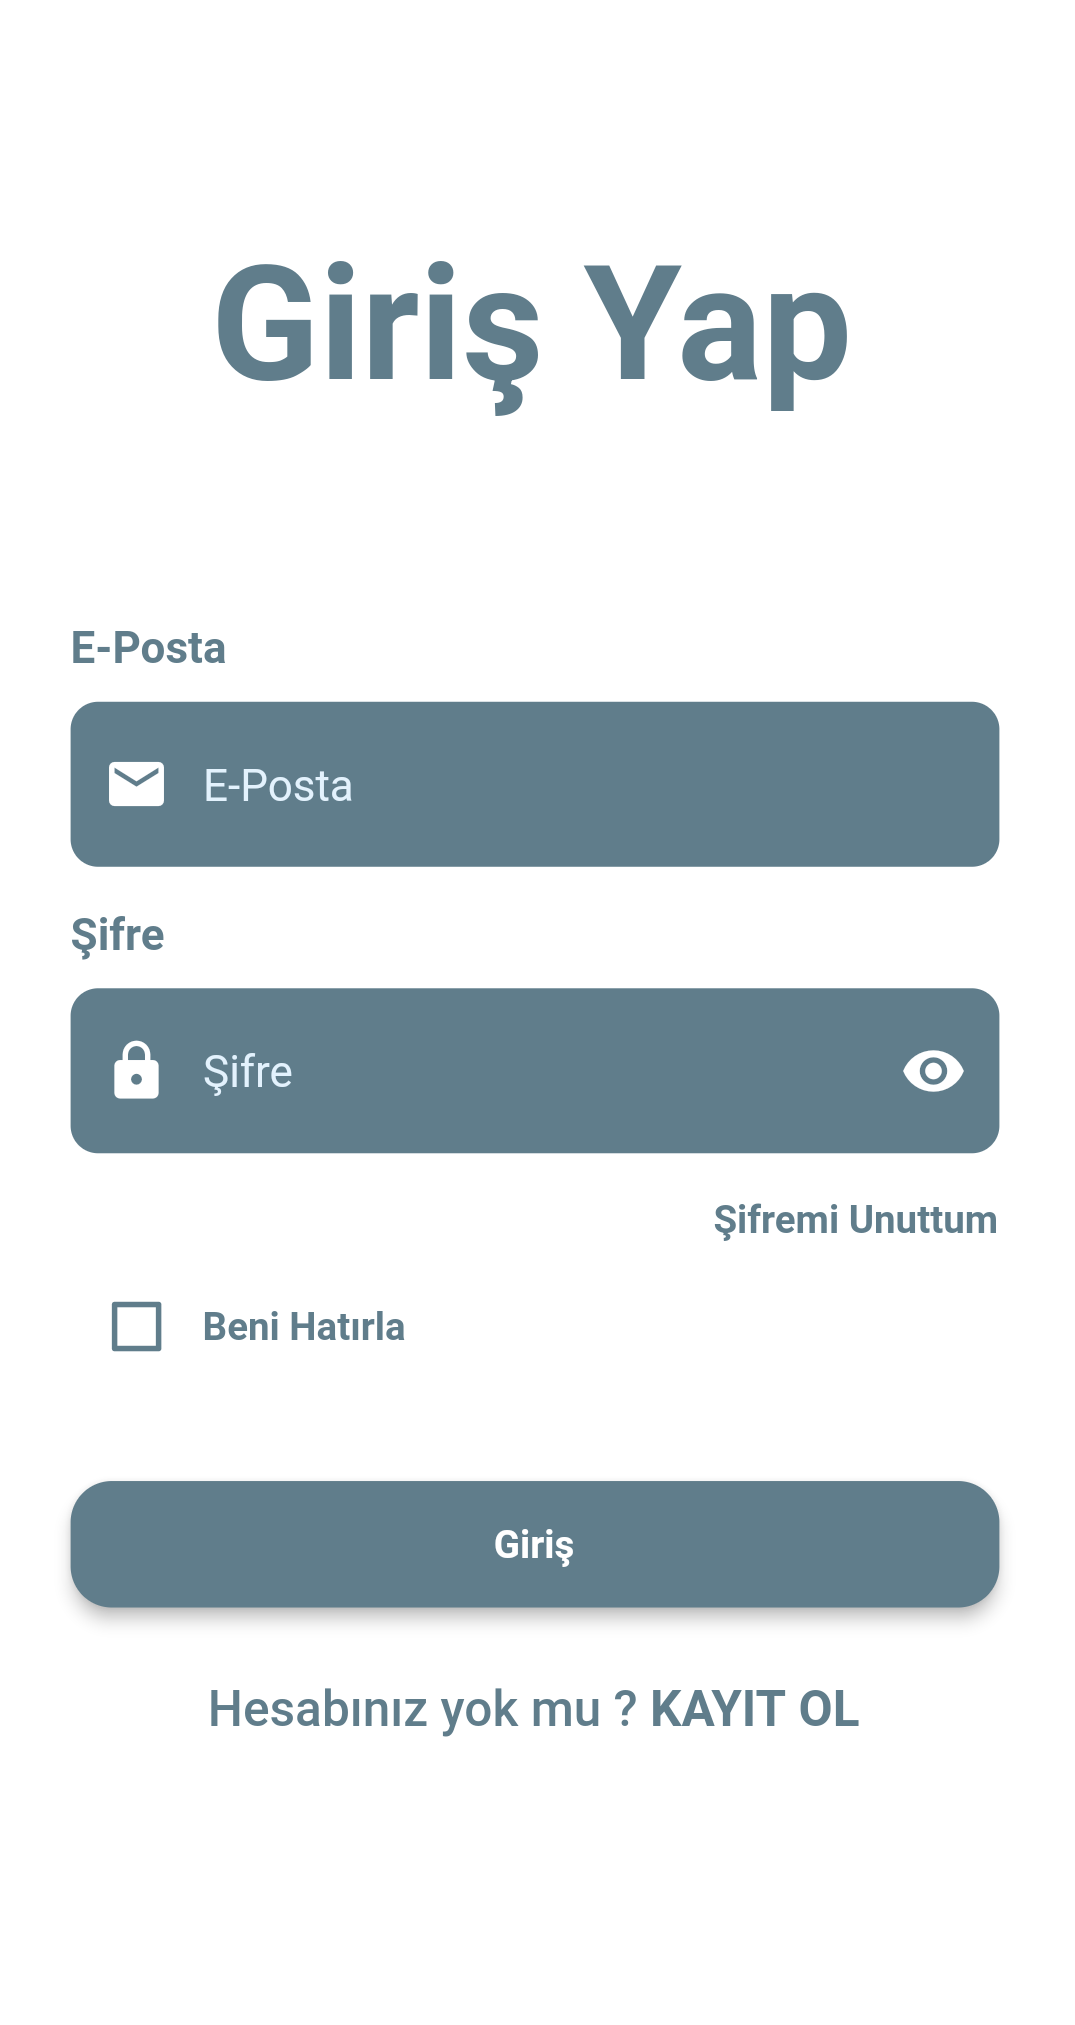 Giriş Yap
E-Posta
E-Posta
Şifre
Şifre
Şifremi Unuttum
Beni Hatırla
Giriş
Hesabınız yok mu ? KAYIT OL